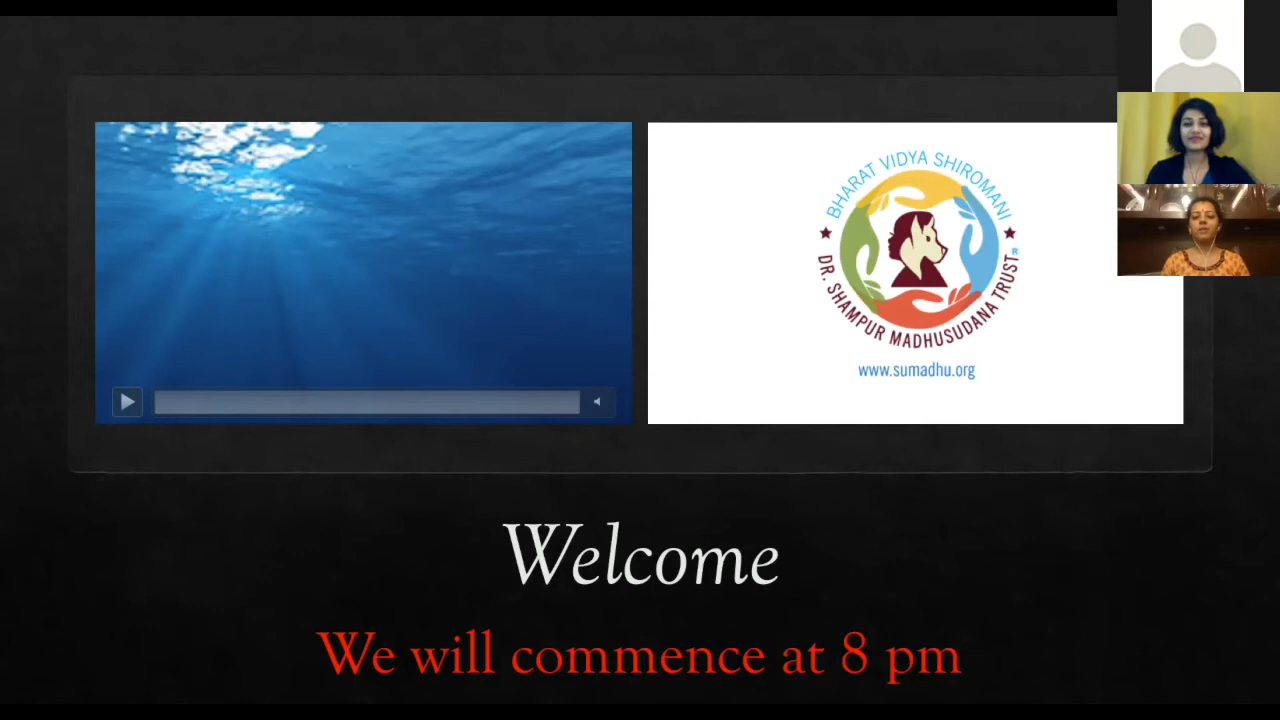 BHARAT VIDYA SHIROMANI
DR. SHAMPUR MADHUSUDANA TRUST
®
www.sumadhu.org
Welcome
We will commence at 8 pm